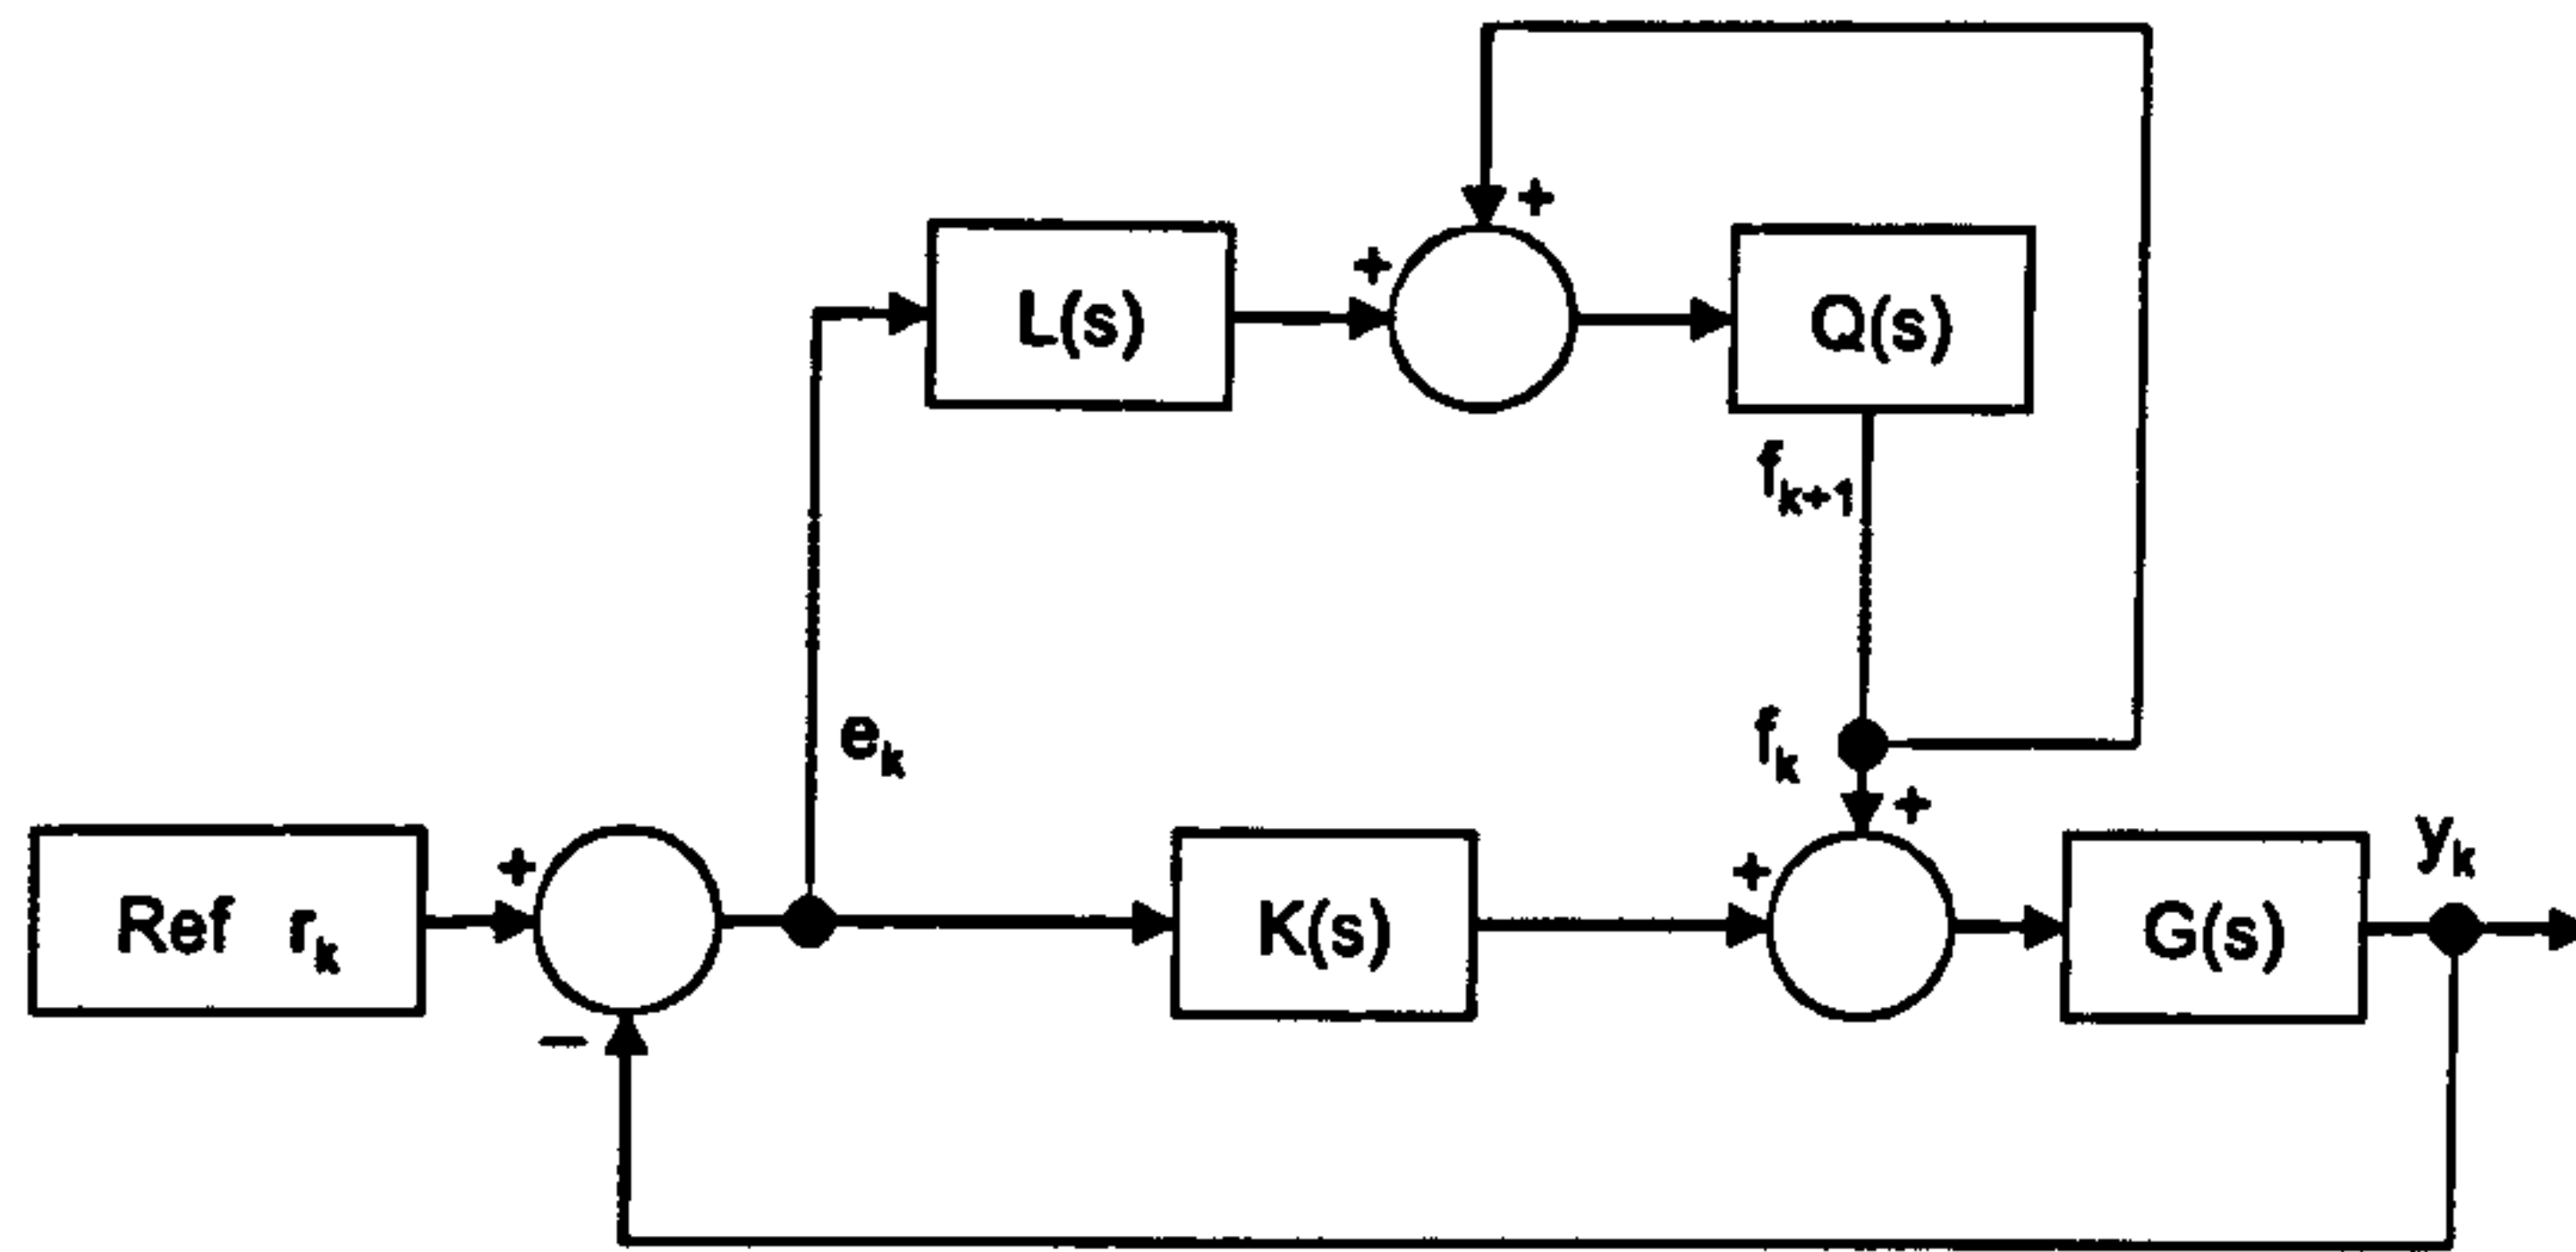 +
+
L(s)
Q(s)
f_{k+1}
e_k
f_k
+
+
+
y_k
Ref r_k
K(s)
G(s)
−